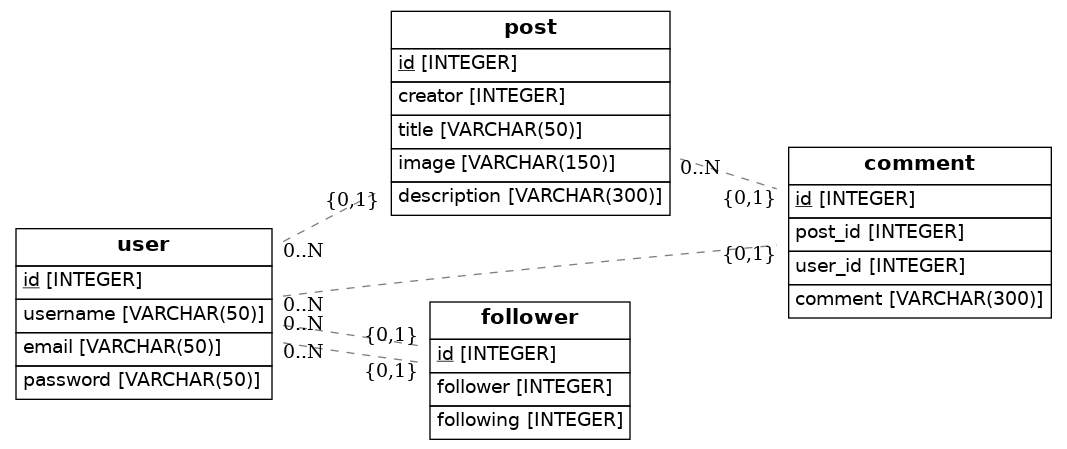 post
id [INTEGER]
creator [INTEGER]
title [VARCHAR(50)]
image [VARCHAR(150)]
description [VARCHAR(300)]
0..N
{0,1}
comment
id [INTEGER]
post_id [INTEGER]
user_id [INTEGER]
comment [VARCHAR(300)]
{0,1}
0..N
{0,1}
user
id [INTEGER]
username [VARCHAR(50)]
email [VARCHAR(50)]
password [VARCHAR(50)]
0..N
0..N
0..N
{0,1}
{0,1}
follower
id [INTEGER]
follower [INTEGER]
following [INTEGER]